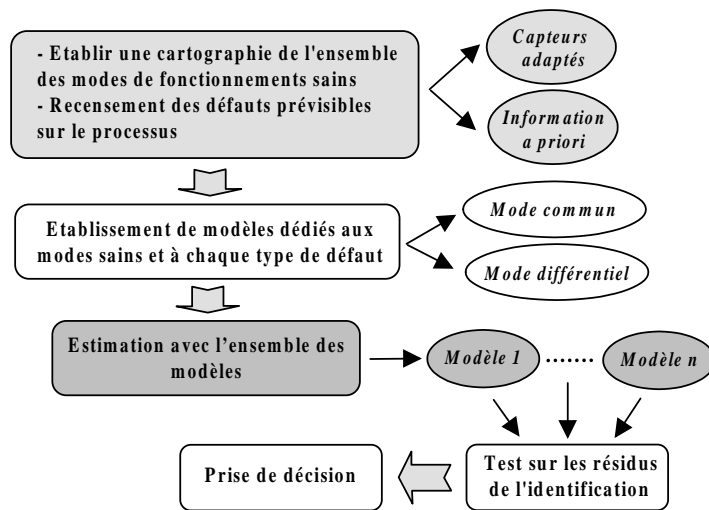 - Etablir une cartographie de l'ensemble
des modes de fonctionnements sains
- Recensement des défauts prévisibles
sur le processus
Capteurs
adaptés
Information
a priori
Etablissement de modèles dédiés aux
modes sains et à chaque type de défaut
Mode commun
Mode différentiel
Estimation avec l’ensemble des
modèles
Modèle 1 ....... Modèle n
Prise de décision
Test sur les résidus
de l'identification